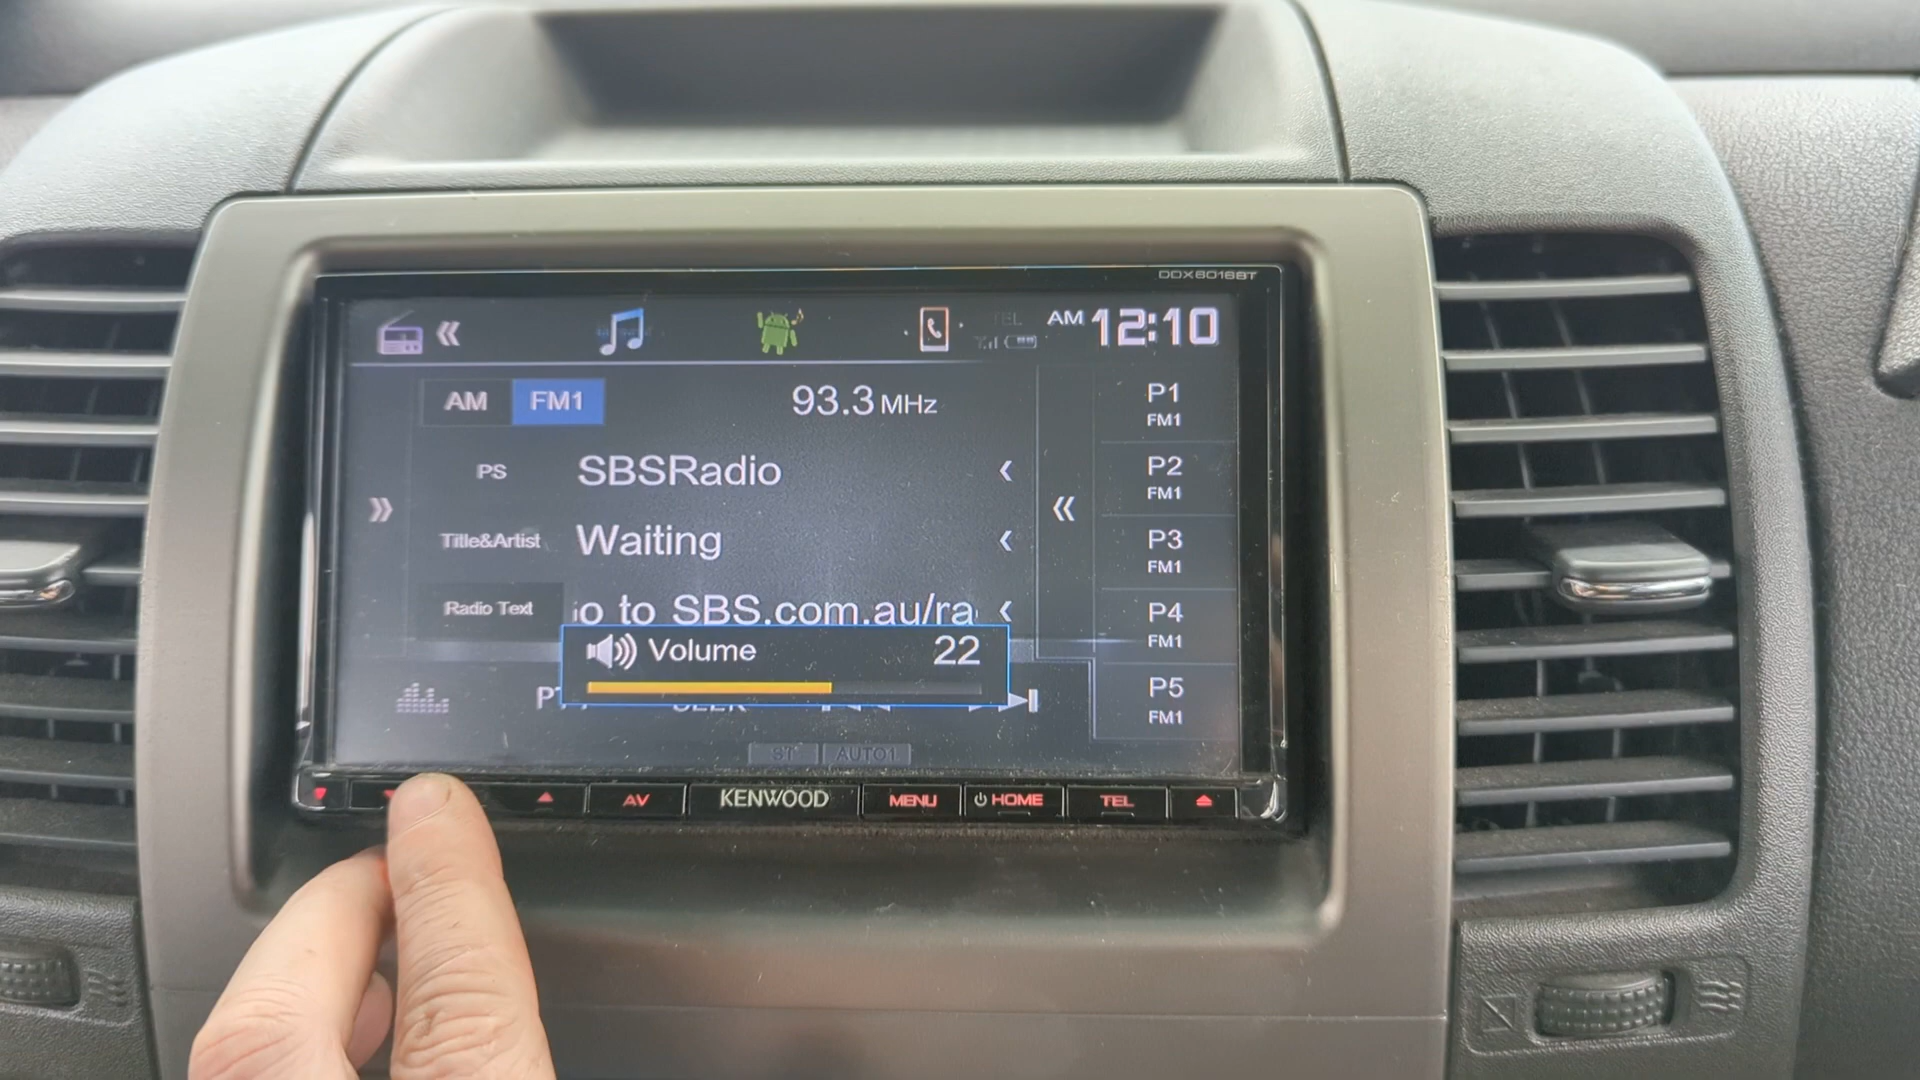 DDX8016BT
TEL
AM 12:10
AM FM1 93.3 MHz
P1
FM1
PS SBSRadio
P2
FM1
Title&Artist Waiting
P3
FM1
Radio Text io to SBS.com.au/ra
P4
FM1
Volume 22
SEEK
P5
FM1
ST AUTO1
AV KENWOOD MENU HOME TEL